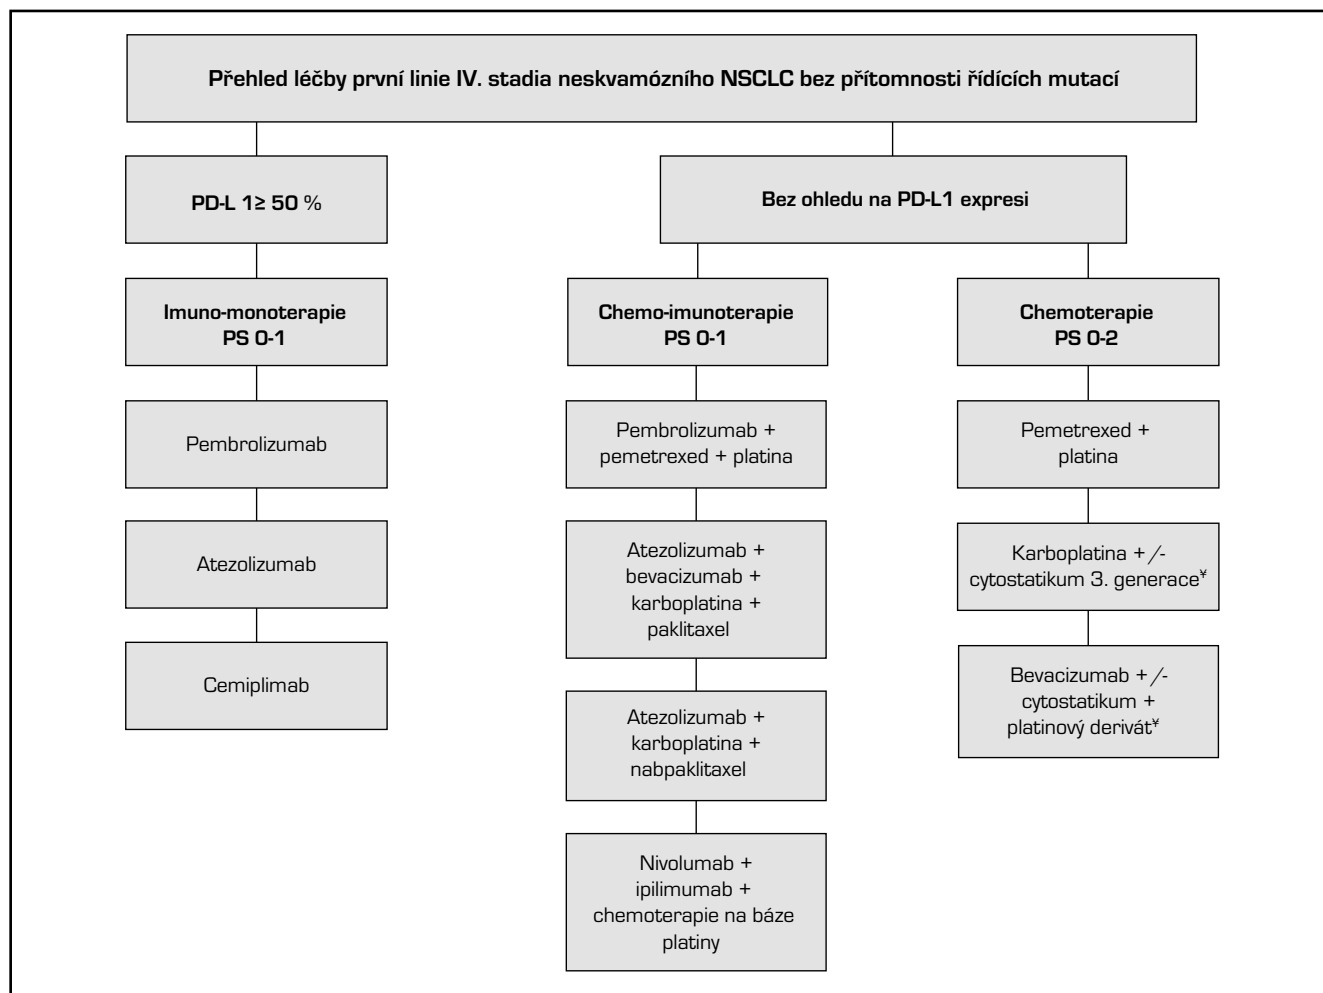 Přehled léčby první linie IV. stadia neskvamózního NSCLC bez přítomnosti řídících mutací
PD-L 1≥ 50 %
Bez ohledu na PD-L1 expresi
Imuno-monoterapie
PS 0-1
Chemo-imunoterapie
PS 0-1
Chemoterapie
PS 0-2
Pembrolizumab
Atezolizumab
Cemiplimab
Pembrolizumab +
pemetrexed + platina
Atezolizumab +
bevacizumab +
karboplatina +
paklitaxel
Atezolizumab +
karboplatina +
nabpaklitaxel
Nivolumab +
ipilimumab +
chemoterapie na báze
platiny
Pemetrexed +
platina
Karboplatina +/-
cytostatikum 3. generace¥
Bevacizumab +/-
cytostatikum +
platinový derivát¥